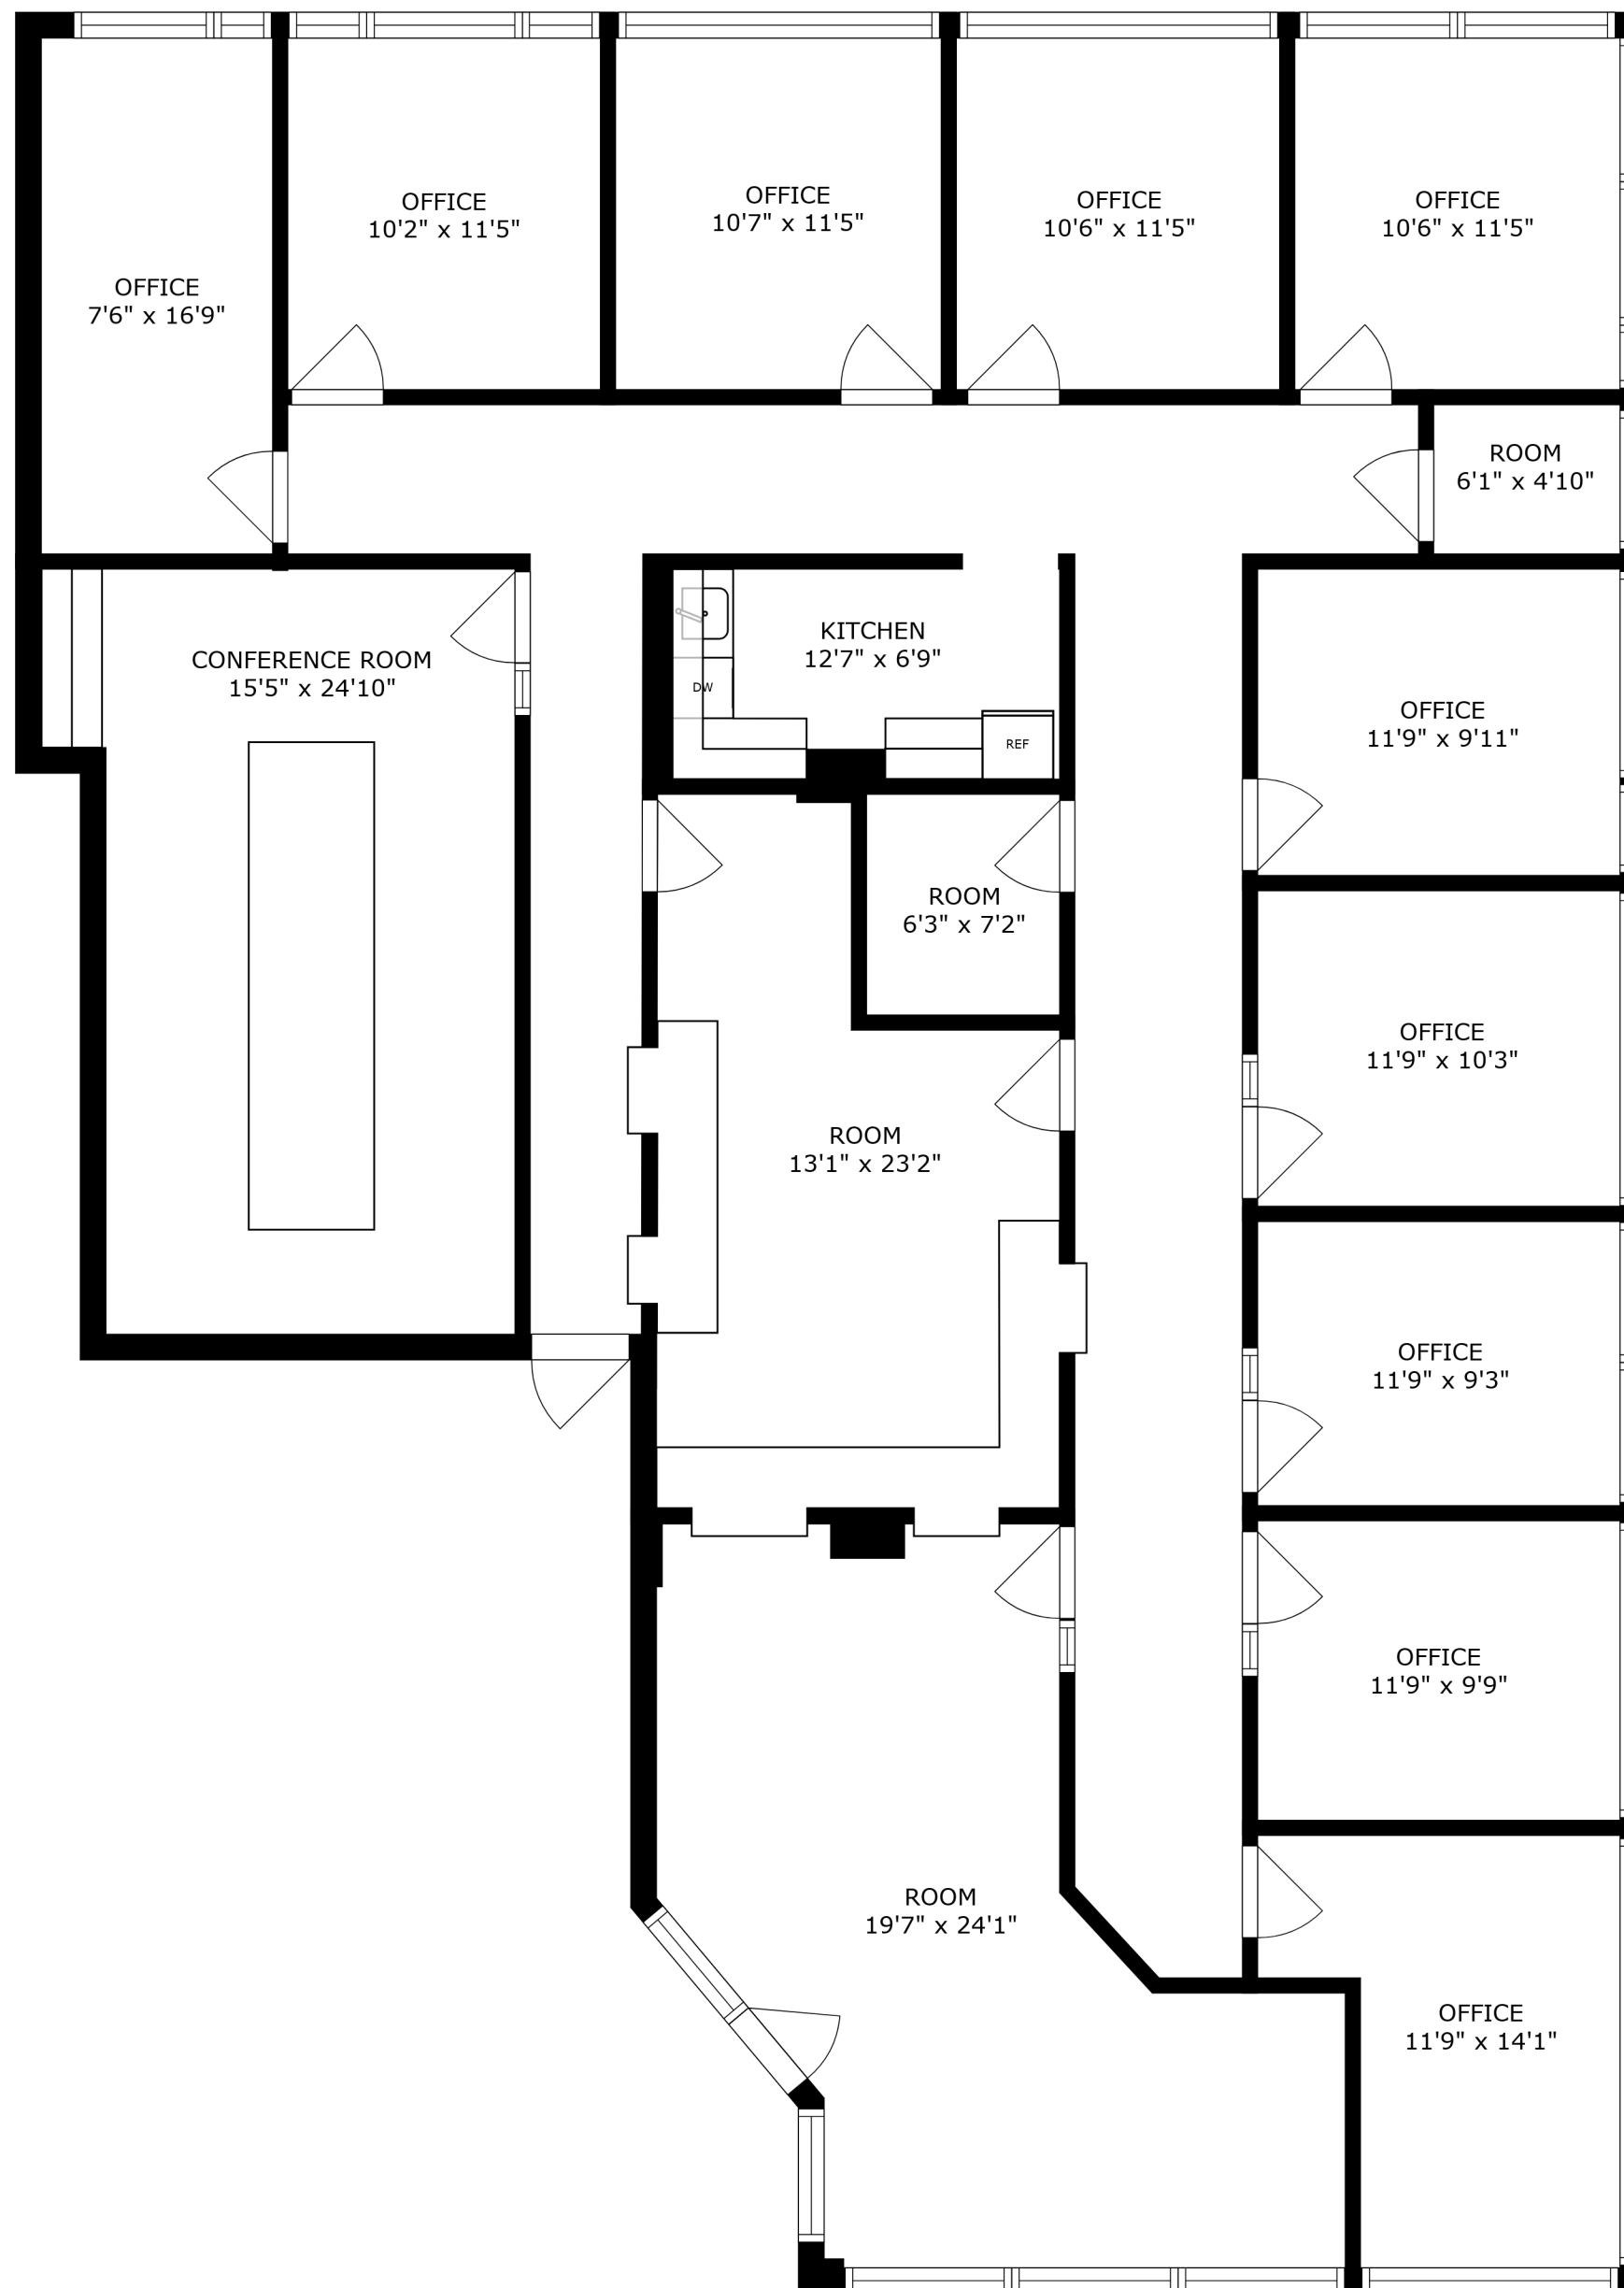 OFFICE
10'2" x 11'5"
OFFICE
10'7" x 11'5"
OFFICE
10'6" x 11'5"
OFFICE
10'6" x 11'5"
OFFICE
7'6" x 16'9"
ROOM
6'1" x 4'10"
CONFERENCE ROOM
15'5" x 24'10"
KITCHEN
12'7" x 6'9"
DW
REF
OFFICE
11'9" x 9'11"
ROOM
6'3" x 7'2"
OFFICE
11'9" x 10'3"
ROOM
13'1" x 23'2"
OFFICE
11'9" x 9'3"
OFFICE
11'9" x 9'9"
ROOM
19'7" x 24'1"
OFFICE
11'9" x 14'1"